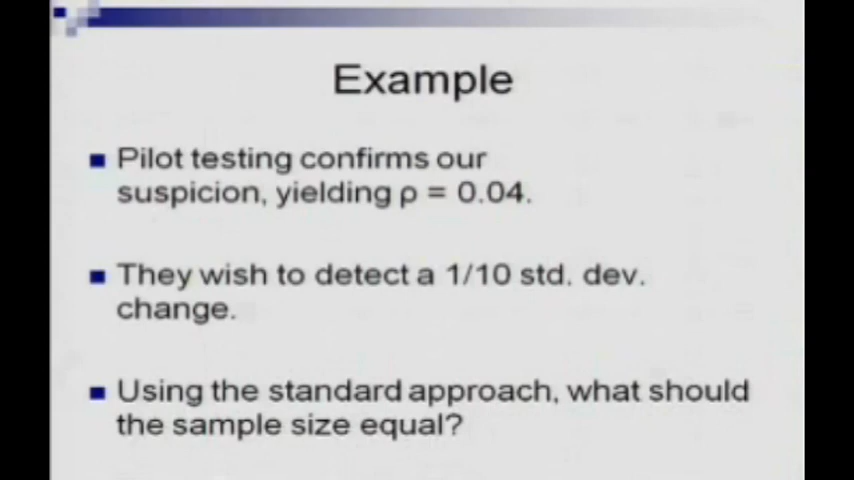 Example
Pilot testing confirms our
suspicion, yielding ρ = 0.04.
They wish to detect a 1/10 std. dev.
change.
Using the standard approach, what should
the sample size equal?